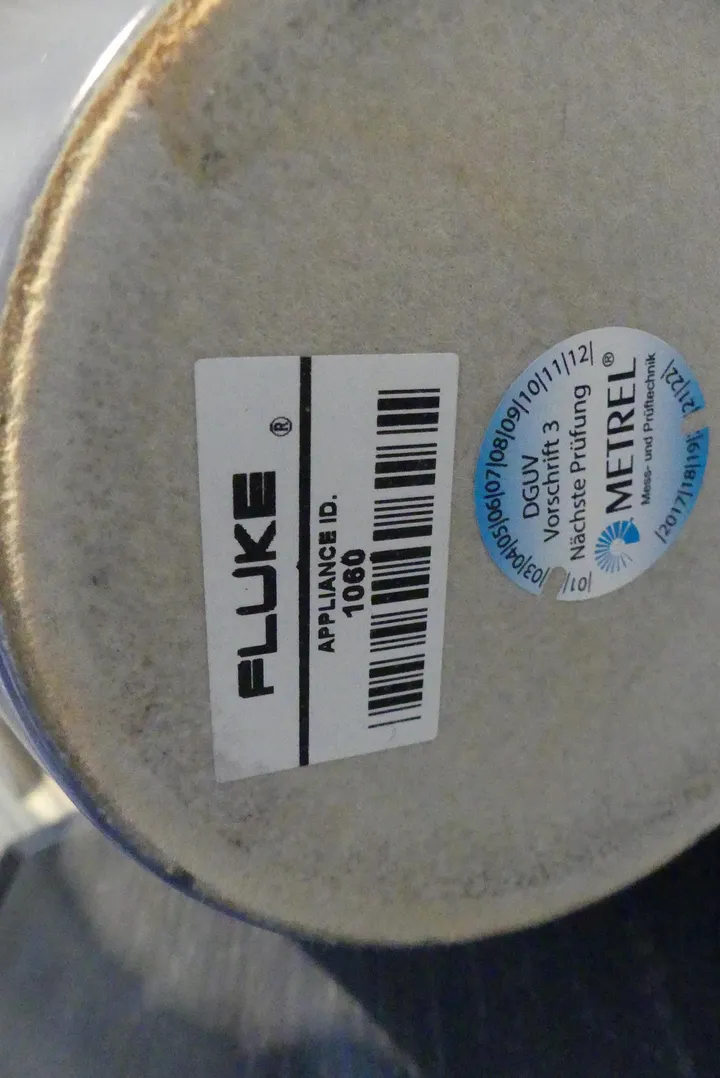 FLUKE ®
APPLIANCE ID.
1060
|03|04|05|06|07|08|09|10|11|12|
DGUV
Vorschrift 3
Nächste Prüfung
|01
METREL ®
Mess- und Prüftechnik
|2017|18|19|
21|22|